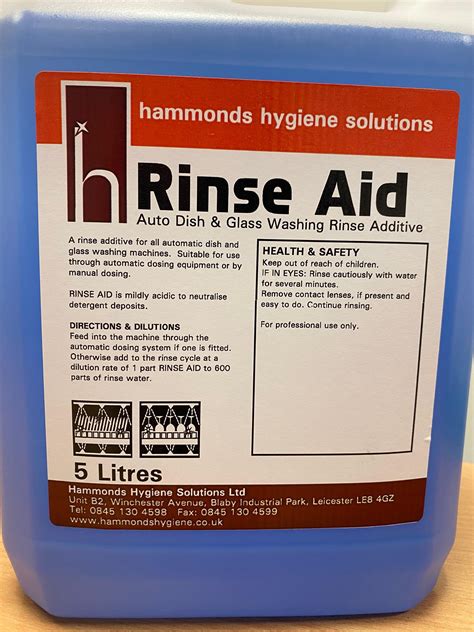 hammonds hygiene solutions
h
Rinse Aid
Auto Dish & Glass Washing Rinse Additive
A rinse additive for all automatic dish and
glass washing machines. Suitable for use
through automatic dosing equipment or by
manual dosing.
RINSE AID is mildly acidic to neutralise
detergent deposits.
DIRECTIONS & DILUTIONS
Feed into the machine through the
automatic dosing system if one is fitted.
Otherwise add to the rinse cycle at a
dilution rate of 1 part RINSE AID to 600
parts of rinse water.
HEALTH & SAFETY
Keep out of reach of children.
IF IN EYES: Rinse cautiously with water
for several minutes.
Remove contact lenses, if present and
easy to do. Continue rinsing.
For professional use only.
5 Litres
Hammonds Hygiene Solutions Ltd
Unit B2, Winchester Avenue, Blaby Industrial Park, Leicester LE8 4GZ
Tel: 0845 130 4598 Fax: 0845 130 4599
www.hammondshygiene.co.uk